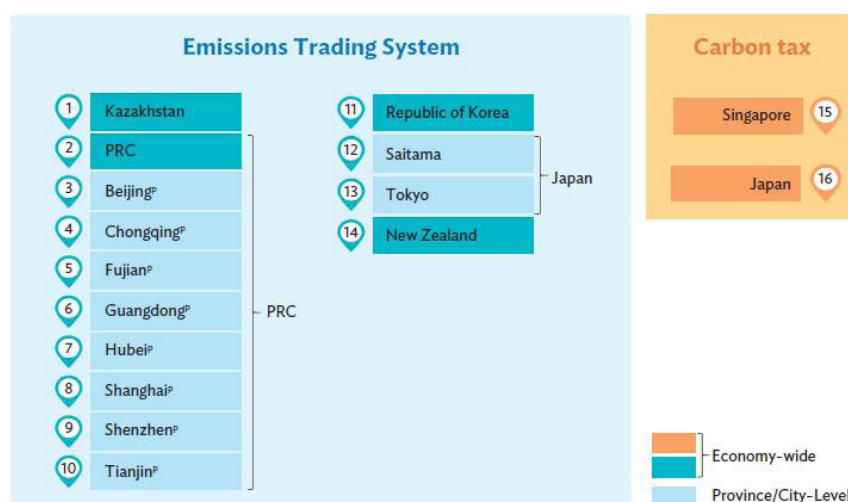 Emissions Trading System
1 Kazakhstan
2 PRC
3 Beijingᵖ
4 Chongqingᵖ
5 Fujianᵖ
6 Guangdongᵖ
7 Hubeiᵖ
8 Shanghaiᵖ
9 Shenzhenᵖ
10 Tianjinᵖ
PRC
11 Republic of Korea
12 Saitama
13 Tokyo
14 New Zealand
Japan
Carbon tax
Singapore 15
Japan 16
Economy-wide
Province/City-Level